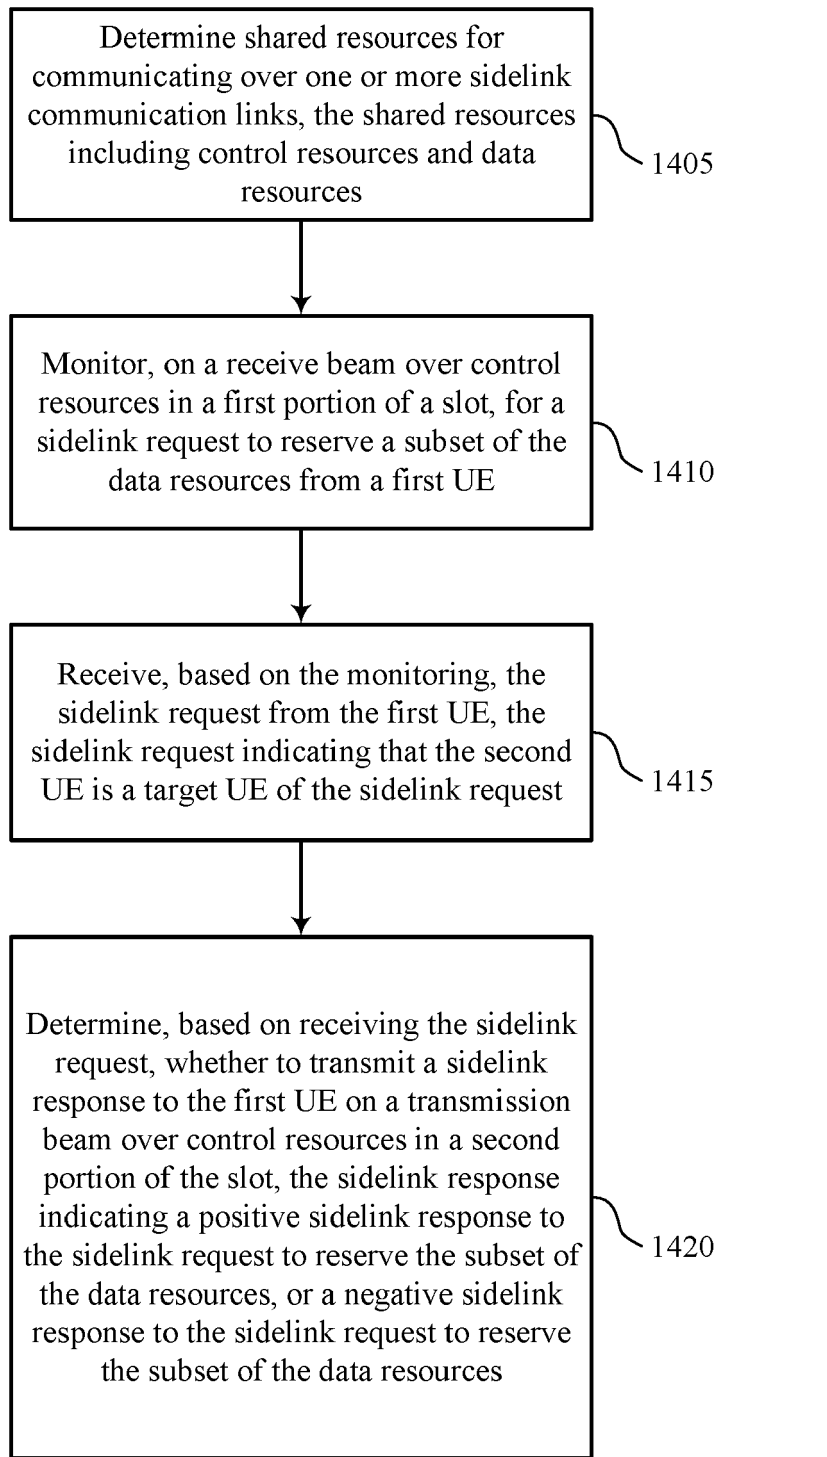 Determine shared resources for
communicating over one or more sidelink
communication links, the shared resources
including control resources and data
resources
1405
Monitor, on a receive beam over control
resources in a first portion of a slot, for a
sidelink request to reserve a subset of the
data resources from a first UE
1410
Receive, based on the monitoring, the
sidelink request from the first UE, the
sidelink request indicating that the second
UE is a target UE of the sidelink request
1415
Determine, based on receiving the sidelink
request, whether to transmit a sidelink
response to the first UE on a transmission
beam over control resources in a second
portion of the slot, the sidelink response
indicating a positive sidelink response to
the sidelink request to reserve the subset of
the data resources, or a negative sidelink
response to the sidelink request to reserve
the subset of the data resources
1420